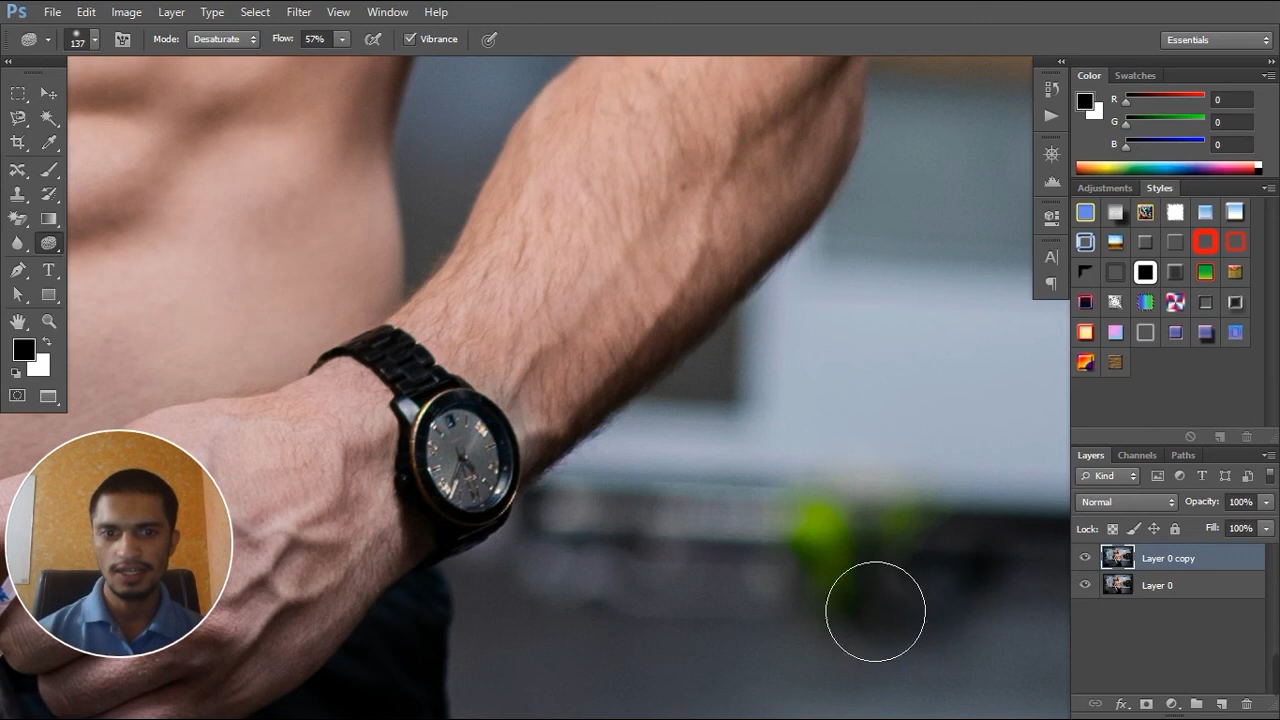 Ps File Edit Image Layer Type Select Filter View Window Help
137 Mode: Desaturate Flow: 57% Vibrance Essentials
Color Swatches
R 0
G 0
B 0
Adjustments Styles
T
A
Layers Channels Paths
Kind T
Normal Opacity: 100%
Lock: Fill: 100%
Layer 0 copy
Layer 0
fx